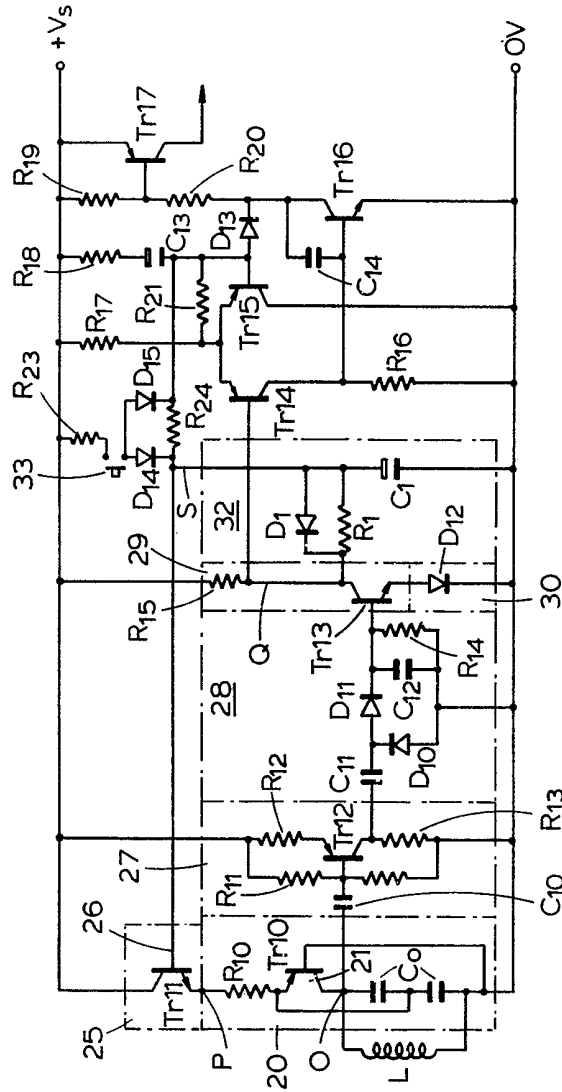 +Vs
R19
R18
R17
R23
33
Tr17
R20
C13
R21
D15
D14
R24
29
26
25
Tr11
S
D13
Tr15
Tr14
32
D1
R1
R15
Q
28
R12
27
R11
P
R10
Tr10
20
21
O
Co
L
Tr12
C10
R13
C11
D10
D11
C12
R14
Tr13
30
D12
C1
R16
C14
Tr16
OV